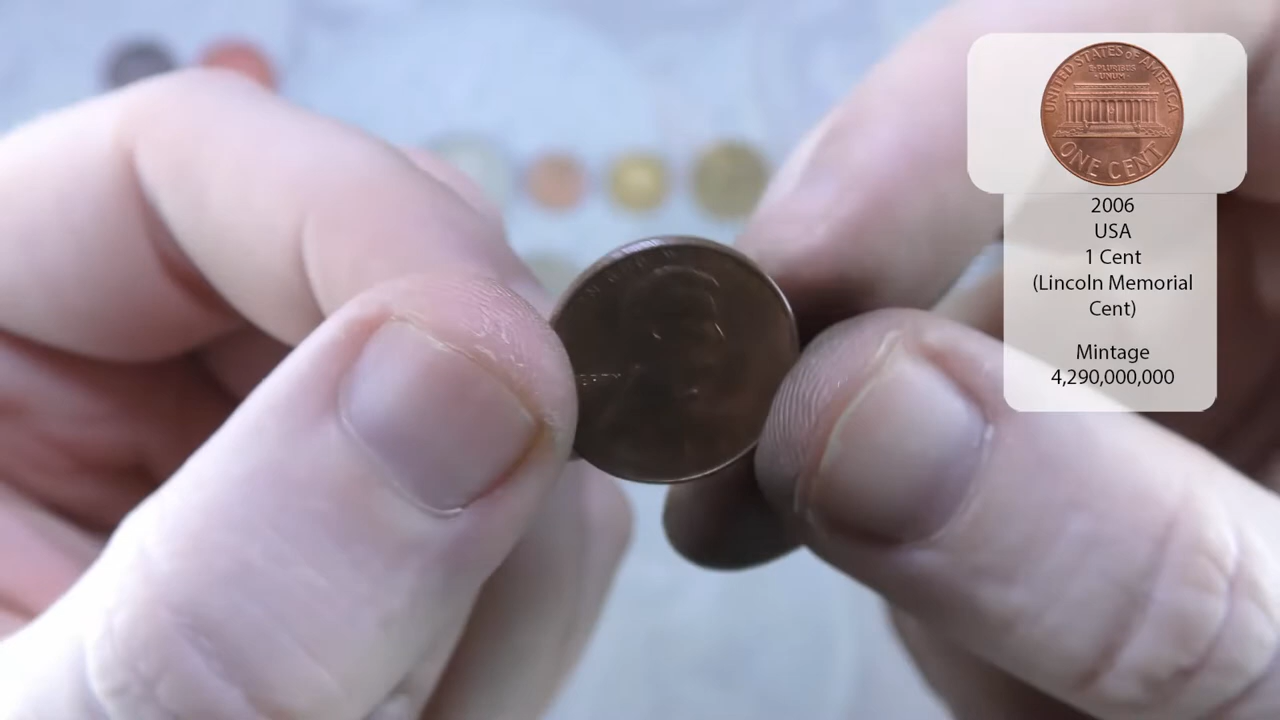 UNITED STATES of AMERICA
E·PLURIBUS
·UNUM·
ONE CENT
2006
USA
1 Cent
(Lincoln Memorial
Cent)
Mintage
4,290,000,000